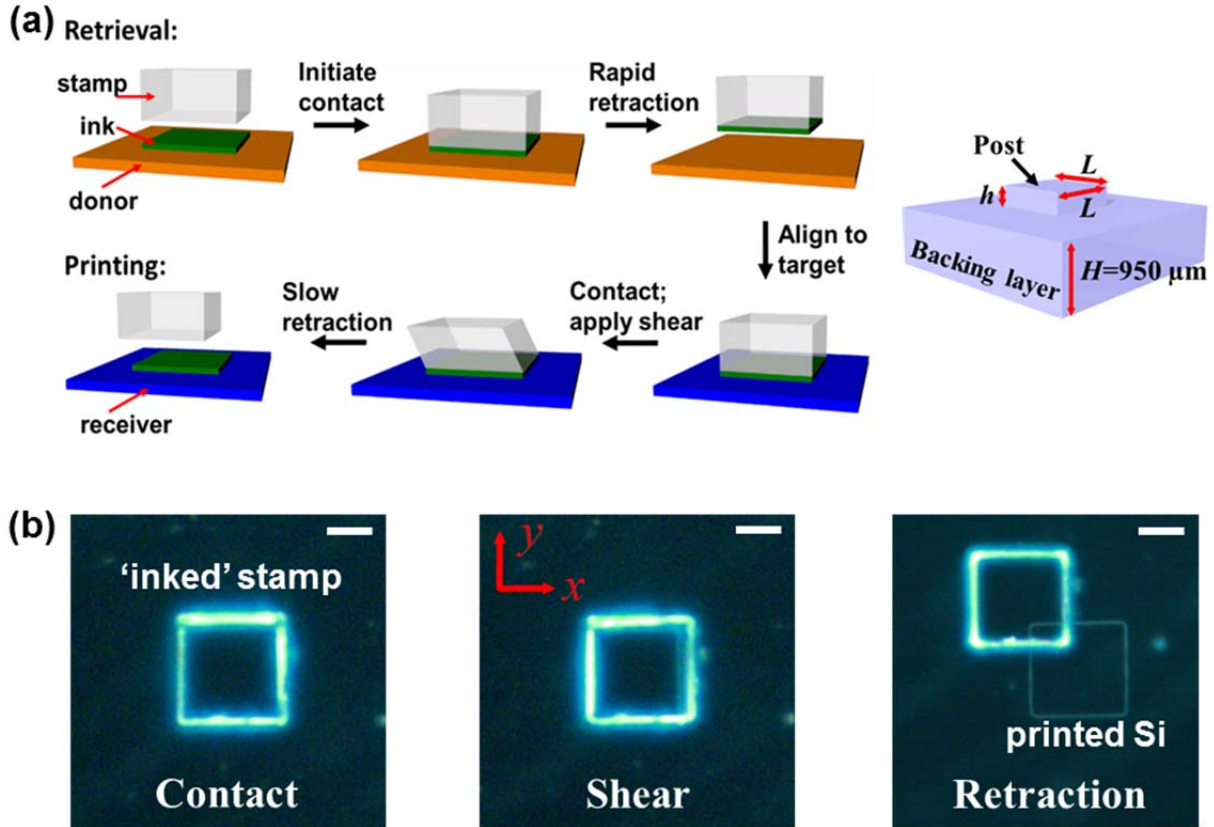 (a)
Retrieval:
stamp
ink
donor
Initiate
contact
Rapid
retraction
Post
L
L
h
Backing layer
H=950 μm
Align to
target
Printing:
Slow
retraction
Contact;
apply shear
receiver
(b)
'inked' stamp
Contact
y
x
Shear
printed Si
Retraction